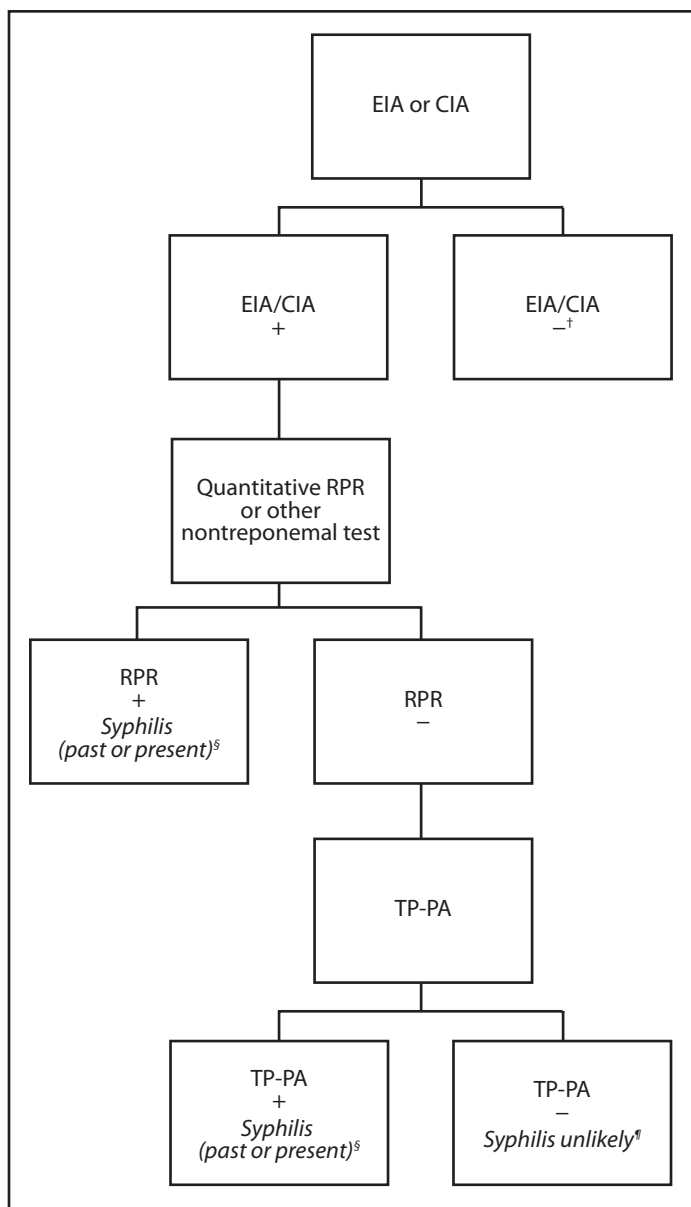 EIA or CIA
EIA/CIA
+
EIA/CIA
−†
Quantitative RPR
or other
nontreponemal test
RPR
+
Syphilis
(past or present)§
RPR
−
TP-PA
TP-PA
+
Syphilis
(past or present)§
TP-PA
−
Syphilis unlikely¶